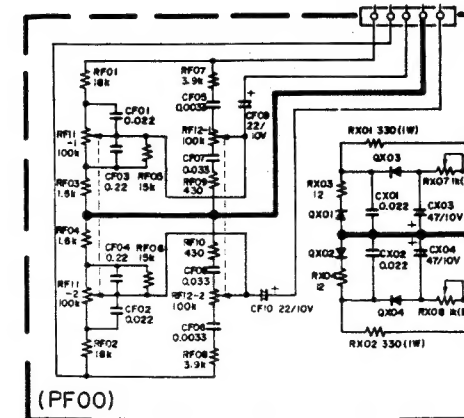 RF01
18k
RF07
3.9k
CF05
0.0033
CF01
0.022
CF09
22/
10V
RF11
-1
100k
RF12-1
100k
CF03
0.22
RF05
15k
CF07
0.033
RF03
1.6k
RF09
430
RX01 330(1W)
QX03
RX03
12
RX07 1k(
QX01
CX01
0.022
CX03
47/10V
RF04
1.6k
CF04
0.22
RF06
15k
RF10
430
CF08
0.033
QX02
CX02
0.022
CX04
47/10V
RX04
12
RF11
-2
100k
RF12-2
100k
CF02
0.022
CF10 22/10V
QX04
RX08 1k(
CF06
0.0033
RF02
18k
RF08
3.9k
RX02 330(1W)
(PF00)